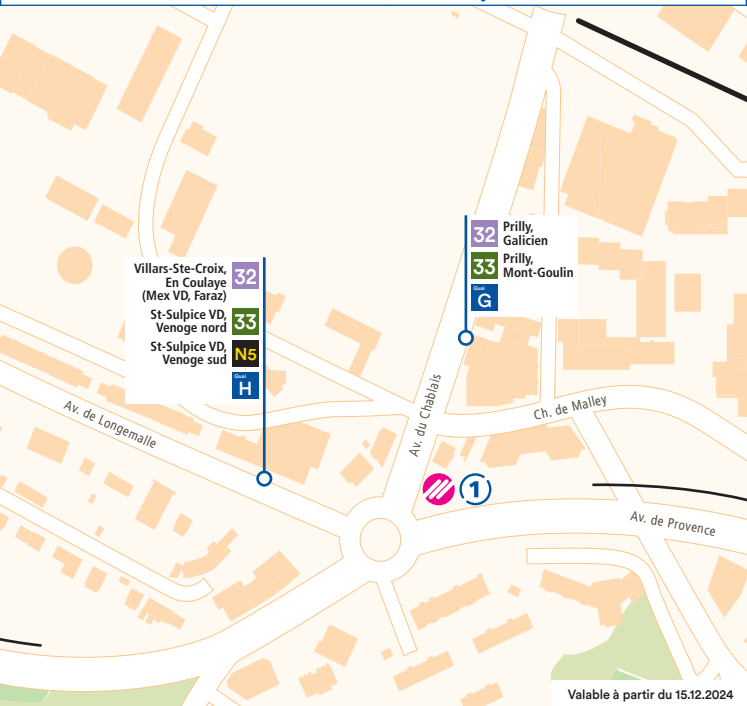 32 Prilly,
Galicien
33 Prilly,
Mont-Goulin
Quai
G
Villars-Ste-Croix,
En Coulaye
(Mex VD, Faraz)
32
St-Sulpice VD,
Venoge nord
33
St-Sulpice VD,
Venoge sud
N5
Quai
H
Av. du Chablais
Ch. de Malley
Av. de Longemalle
1
Av. de Provence
Valable à partir du 15.12.2024